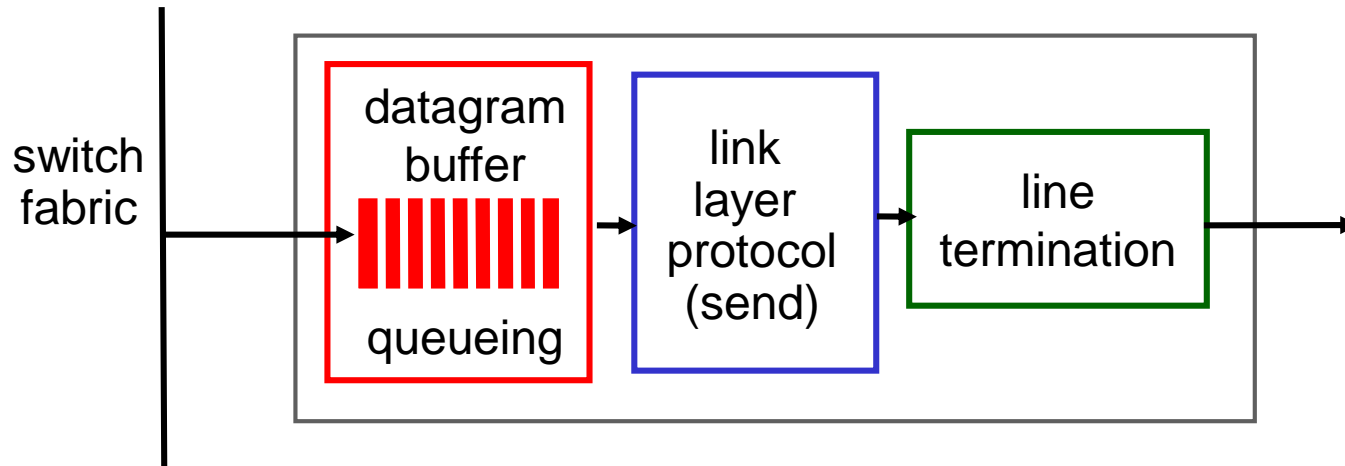 switch
fabric
datagram
buffer
queueing
link
layer
protocol
(send)
line
termination